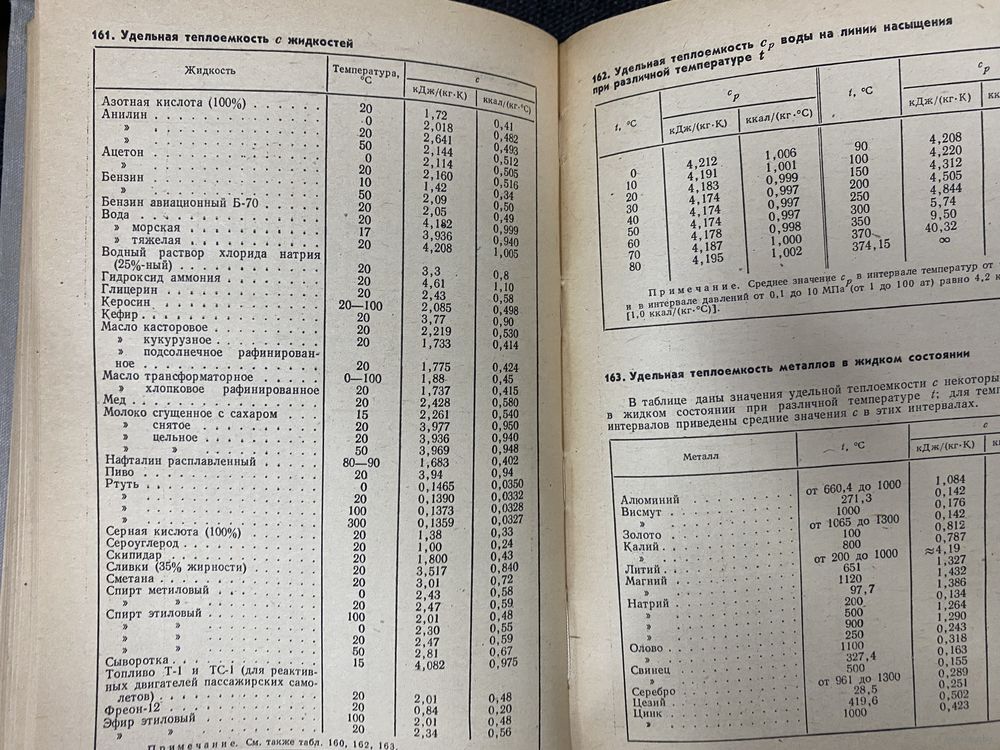 161. Удельная теплоемкость c жидкостей
Жидкость Температура, °C c
кДж/(кг·К) ккал/(кг·°С)
Азотная кислота (100%) 20 1,72 0,41
Анилин 0 2,018 0,482
» 20 2,641 0,493
» 50 2,144 0,512
Ацетон 0 2,114 0,505
» 20 2,160 0,516
Бензин 10 1,42 0,34
» 50 2,09 0,50
Бензин авиационный Б-70 20 2,05 0,49
Вода 20 4,182 0,999
» морская 17 3,936 0,940
» тяжелая 20 4,208 1,005
Водный раствор хлорида натрия
(25%-ный) 20 3,3 0,8
Гидроксид аммония 20 4,61 1,10
Глицерин 20 2,43 0,58
Керосин 20—100 2,085 0,498
Кефир 20 3,77 0,90
Масло касторовое 20 2,219 0,530
» кукурузное 20 1,733 0,414
» подсолнечное рафинирован-
ное 20 1,775 0,424
Масло трансформаторное 0—100 1,88 0,45
» хлопковое рафинированное 20 1,737 0,415
Мед 20 2,428 0,580
Молоко сгущенное с сахаром 15 2,261 0,540
» снятое 20 3,977 0,950
» цельное 20 3,936 0,940
» » 50 3,969 0,948
Нафталин расплавленный 80—90 1,683 0,402
Пиво 20 3,94 0,94
Ртуть 0 0,1465 0,0350
» 20 0,1390 0,0332
» 100 0,1373 0,0328
» 300 0,1359 0,0327
Серная кислота (100%) 20 1,38 0,33
Сероуглерод 20 1,00 0,24
Скипидар 20 1,800 0,43
Сливки (35% жирности) 20 3,517 0,840
Сметана 20 3,01 0,72
Спирт метиловый 0 2,43 0,58
» » 20 2,47 0,59
Спирт этиловый 100 2,01 0,48
» » 0 2,30 0,55
» » 20 2,47 0,59
» » 50 2,81 0,67
Сыворотка 15 4,082 0,975
Топливо Т-1 и ТС-1 (для реактив-
ных двигателей пассажирских само-
летов) 20 2,01 0,48
Фреон-12 20 0,84 0,20
Эфир этиловый 100 2,01 0,48
» » 20 2,34 0,56
Примечание. См. также табл. 160, 162, 163.
162. Удельная теплоемкость cp воды на линии насыщения
при различной температуре t
t, °C cp t, °C cp
кДж/(кг·К) ккал/(кг·°С) кДж/(кг·К)
0 4,212 1,006 90 4,208
10 4,191 1,001 100 4,220
20 4,183 0,999 150 4,312
30 4,174 0,997 200 4,505
40 4,174 0,997 250 4,844
50 4,174 0,997 300 5,74
60 4,178 0,998 350 9,50
70 4,187 1,000 370 40,32
80 4,195 1,002 374,15 ∞
Примечание. Среднее значение cp в интервале температур от
и в интервале давлений от 0,1 до 10 МПа (от 1 до 100 ат) равно 4,2 к
[1,0 ккал/(кг·°С)].
163. Удельная теплоемкость металлов в жидком состоянии
В таблице даны значения удельной теплоемкости c некоторы
в жидком состоянии при различной температуре t; для темп
интервалов приведены средние значения c в этих интервалах.
Металл t, °C c
кДж/(кг·К)
Алюминий от 660,4 до 1000 1,084
Висмут 271,3 0,142
» 1000 0,176
Золото от 1065 до 1300 0,142
Калий 100 0,812
» 800 0,787
Литий от 200 до 1000 ≈4,19
Магний 651 1,327
» 1120 1,432
Натрий 97,7 1,386
» 200 0,134
» 500 1,264
» 900 1,290
Олово 250 0,243
» 1100 0,318
Свинец 327,4 0,163
» 500 0,155
Серебро от 961 до 1300 0,289
Цезий 28,5 0,251
Цинк 419,6 0,502
» 1000 0,423